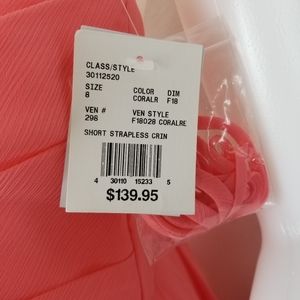 CLASS/STYLE
30112520
SIZE COLOR DIM
8 CORALR F18
VEN # VEN STYLE
296 F18028 CORALRE
SHORT STRAPLESS CRIN
4 30110 15233 5
$139.95